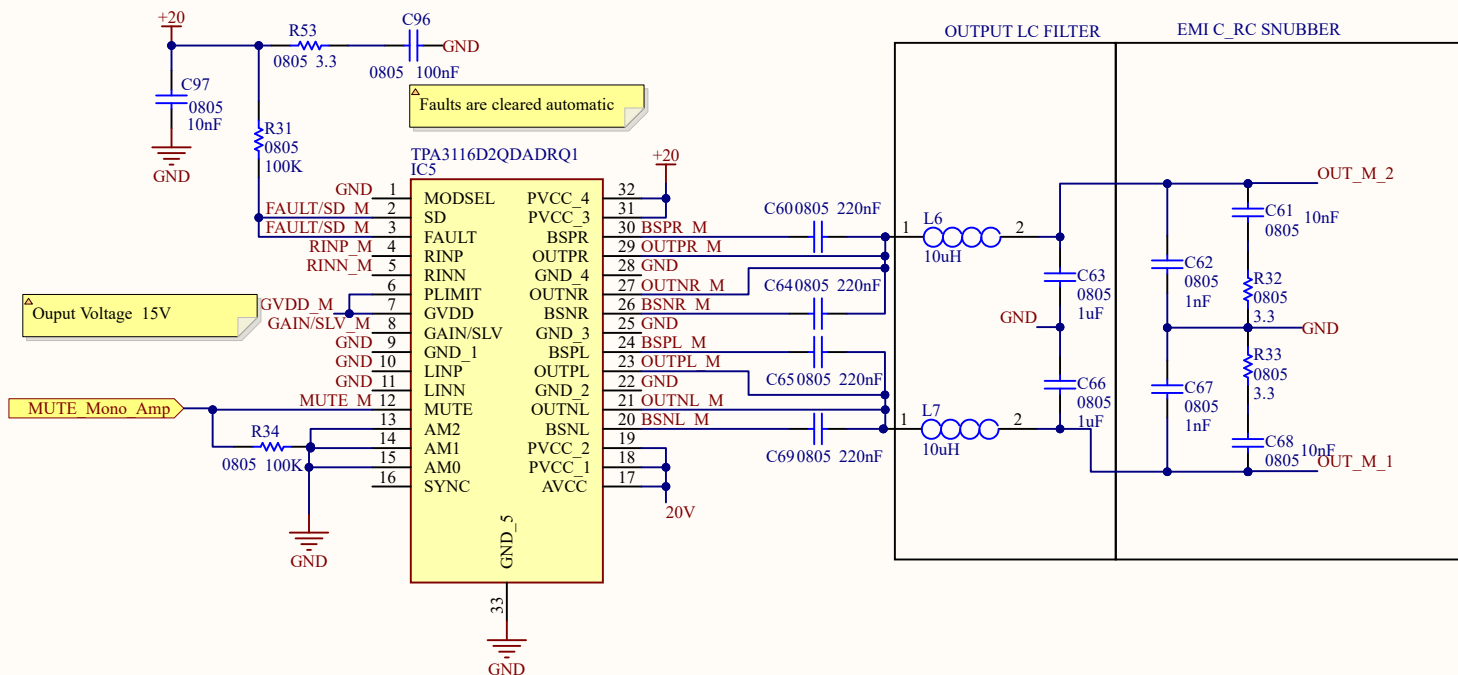 +20
R53
0805 3.3
C96
0805 100nF
GND
C97
0805
10nF
GND
R31
0805
100K
Faults are cleared automatic
TPA3116D2QDADRQ1
IC5
+20
GND 1 MODSEL
FAULT/SD_M 2 SD
FAULT/SD_M 3 FAULT
RINP_M 4 RINP
RINN_M 5 RINN
6 PLIMIT
GVDD_M 7 GVDD
GAIN/SLV_M 8 GAIN/SLV
GND 9 GND_1
GND 10 LINP
GND 11 LINN
MUTE_M 12 MUTE
13 AM2
14 AM1
15 AM0
16 SYNC
PVCC_4 32
PVCC_3 31
BSPR 30 BSPR_M
OUTPR 29 OUTPR_M
GND_4 28 GND
OUTNR 27 OUTNR_M
BSNR 26 BSNR_M
GND_3 25 GND
BSPL 24 BSPL_M
OUTPL 23 OUTPL_M
GND_2 22 GND
OUTNL 21 OUTNL_M
BSNL 20 BSNL_M
PVCC_2 19
PVCC_1 18
AVCC 17
20V
GND_5
33
GND
Ouput Voltage 15V
MUTE_Mono_Amp
R34
0805 100K
GND
C60 0805 220nF
C64 0805 220nF
C65 0805 220nF
C69 0805 220nF
OUTPUT LC FILTER
1 L6 2
10uH
C63
0805
1uF
GND
C66
0805
1uF
1 L7 2
10uH
EMI C_RC SNUBBER
OUT_M_2
C61 10nF
0805
C62
0805
1nF
R32
0805
3.3
GND
R33
0805
3.3
C67
0805
1nF
C68 10nF
0805
OUT_M_1